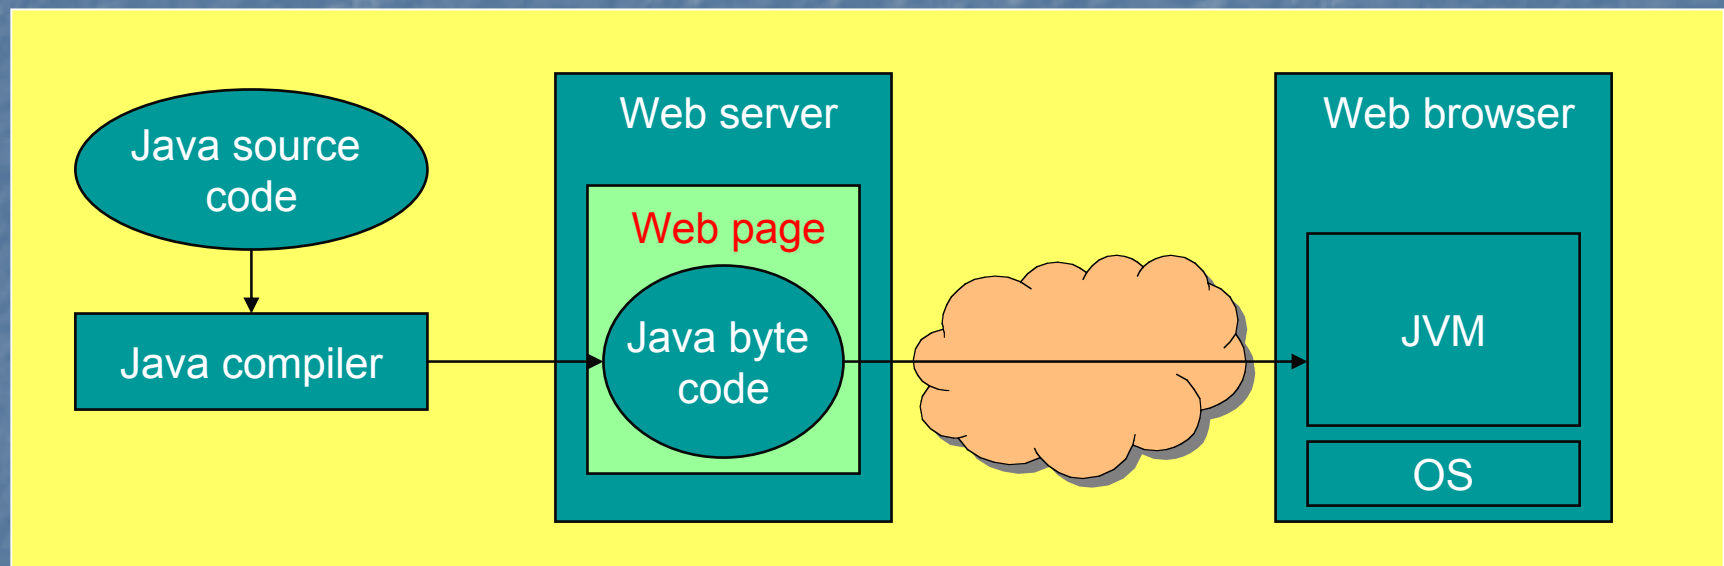 Java source
code
Java compiler
Web server
Web page
Java byte
code
Web browser
JVM
OS